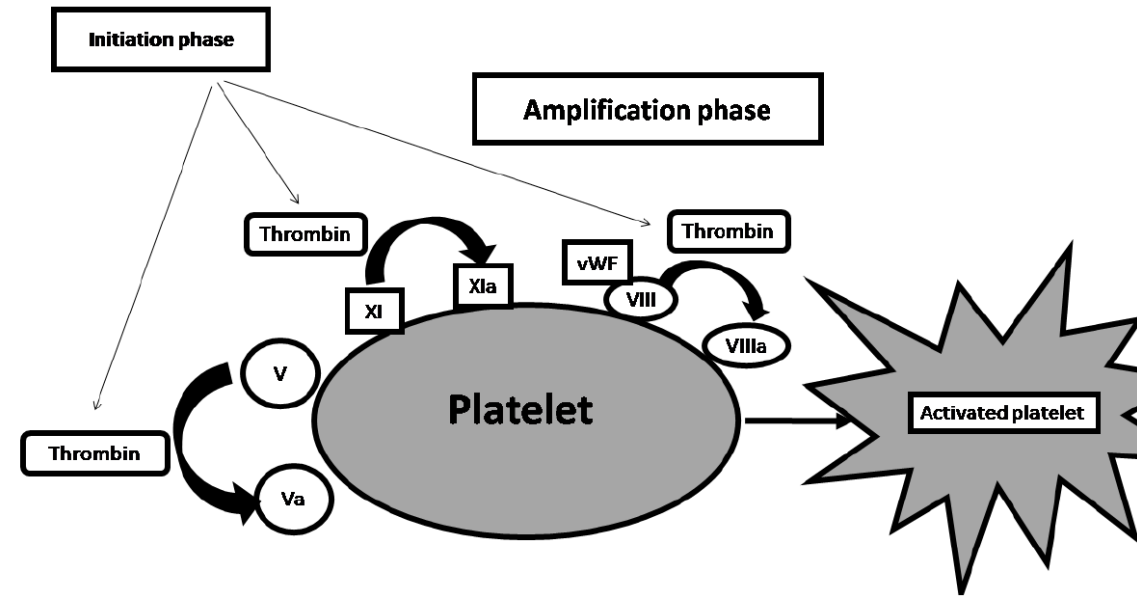 Initiation phase
Amplification phase
Thrombin
Thrombin
vWF
XIa
VIII
XI
VIIIa
V
Platelet
Activated platelet
Thrombin
Va